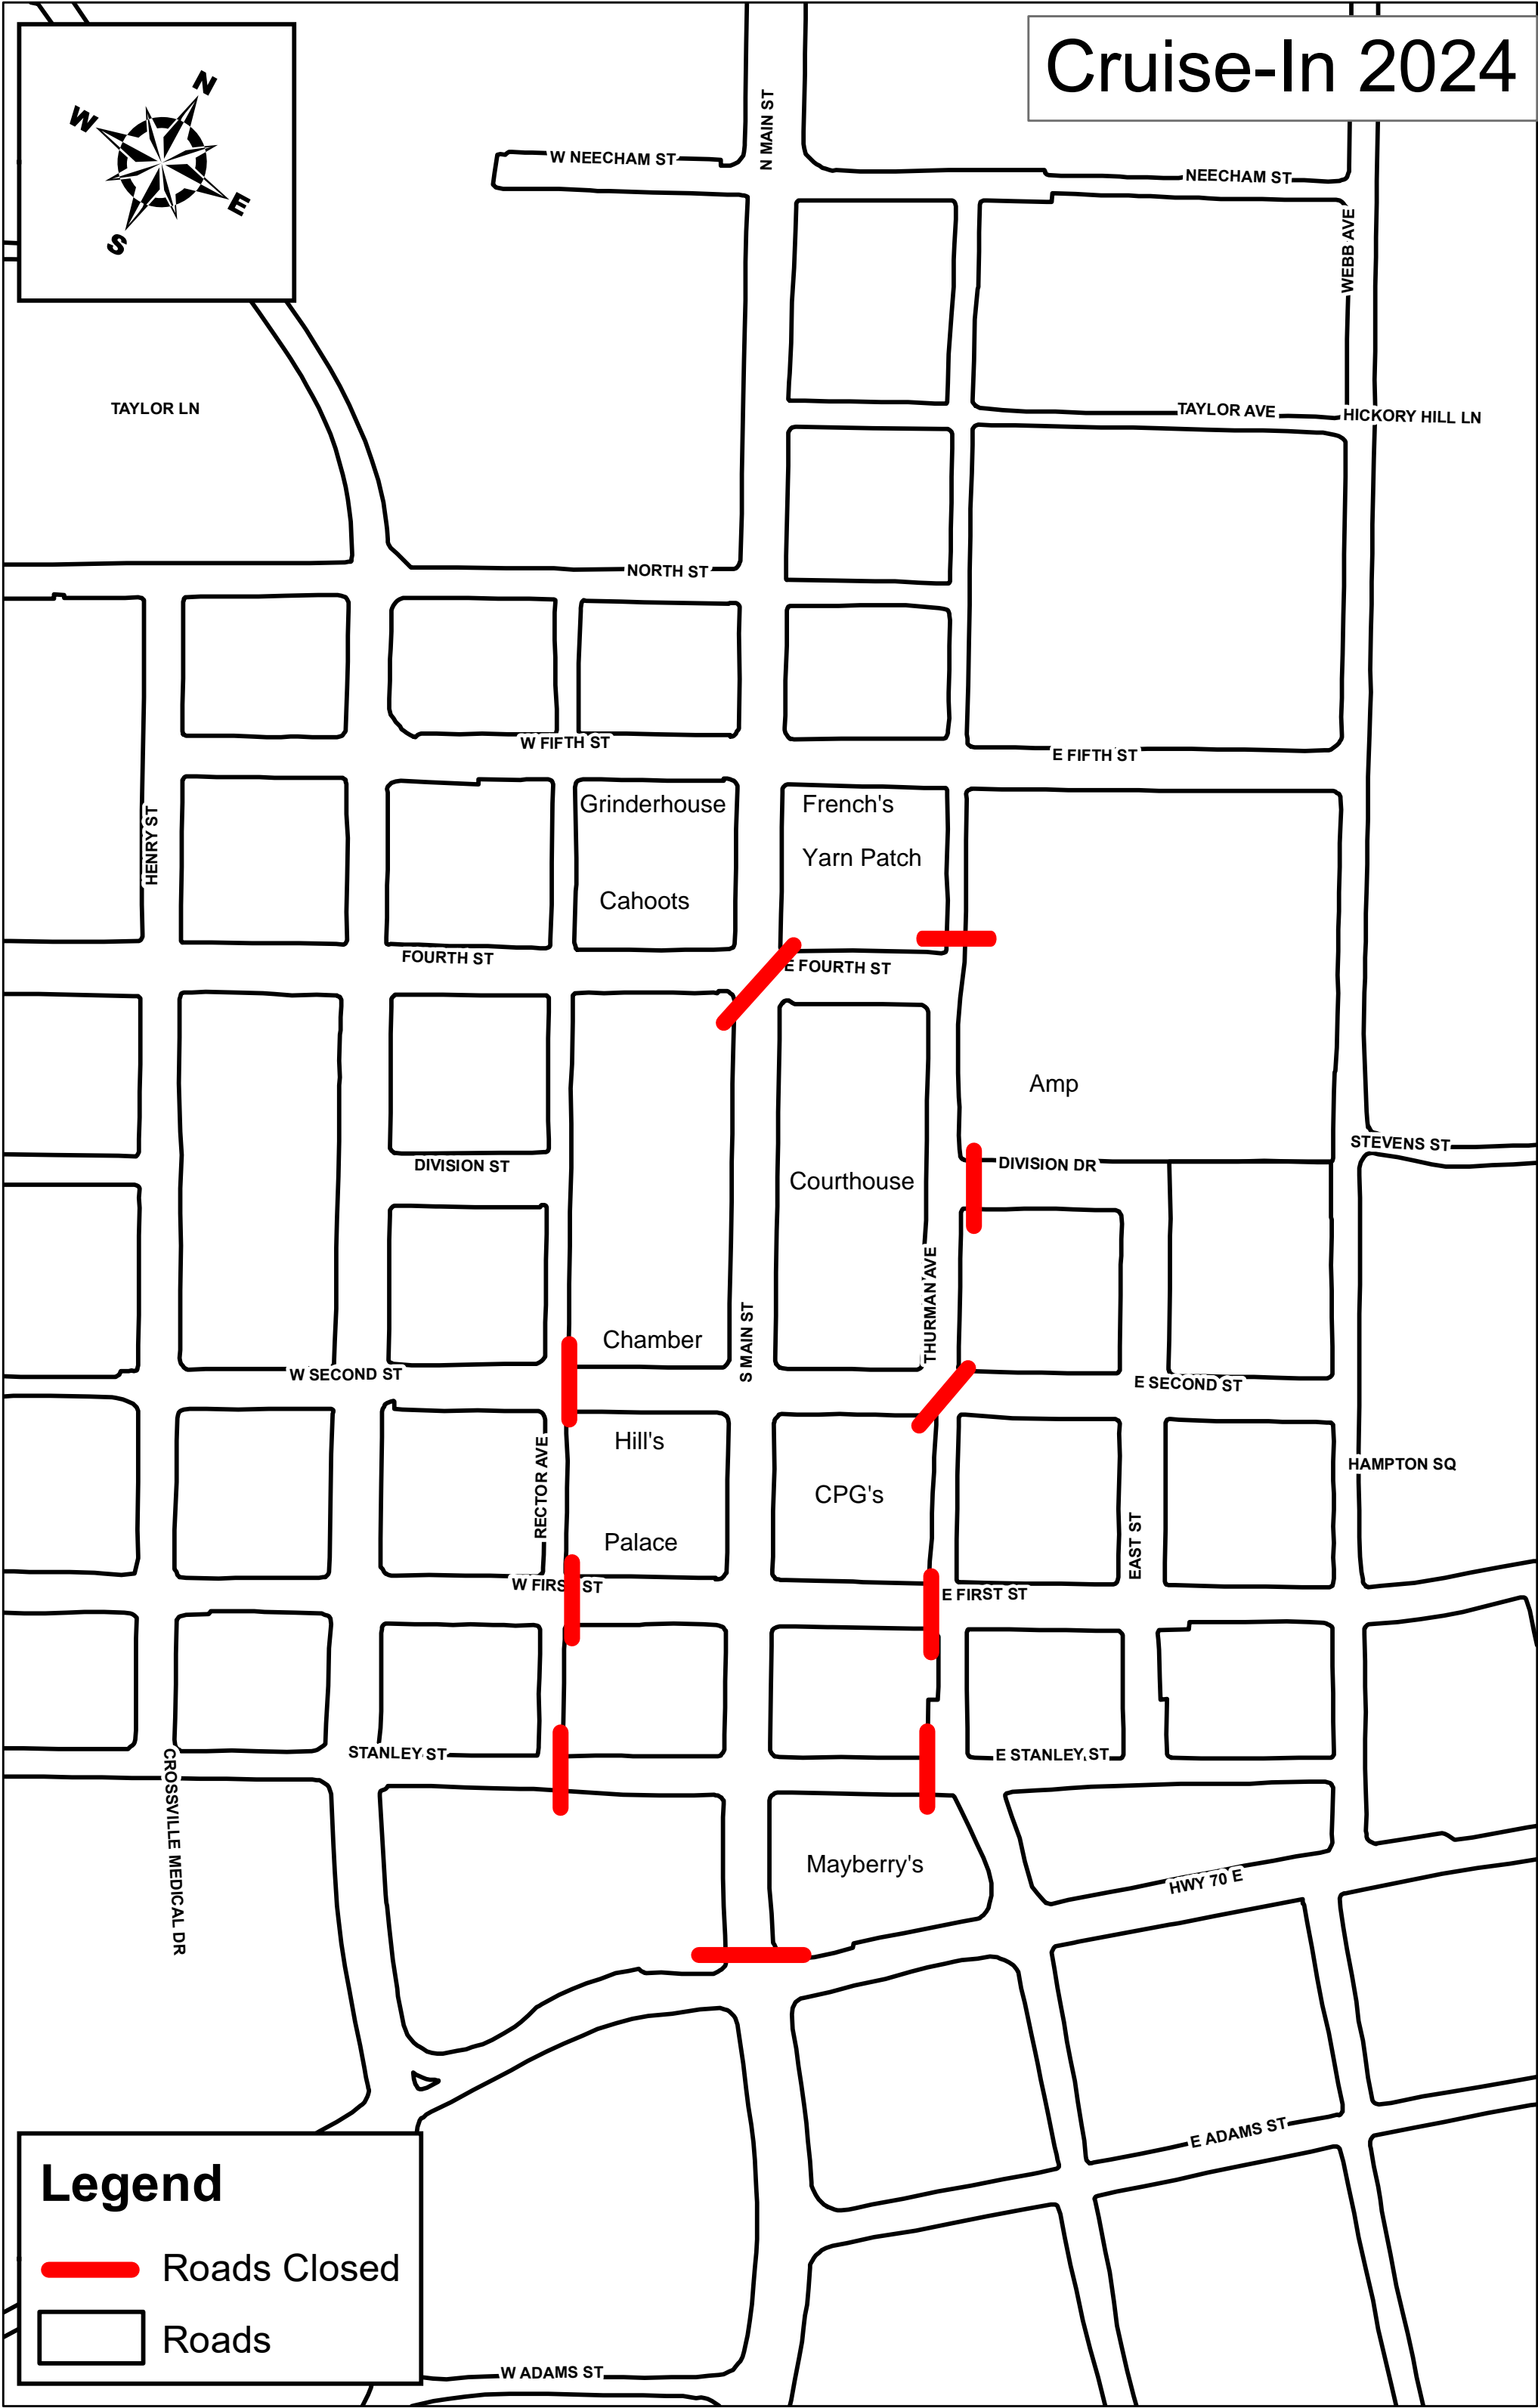 Cruise-In 2024
N
W
E
S
N MAIN ST
W NEECHAM ST
NEECHAM ST
WEBB AVE
TAYLOR LN
TAYLOR AVE
HICKORY HILL LN
NORTH ST
W FIFTH ST
E FIFTH ST
HENRY ST
Grinderhouse
French's
Yarn Patch
Cahoots
FOURTH ST
E FOURTH ST
Amp
STEVENS ST
DIVISION ST
DIVISION DR
Courthouse
THURMAN AVE
S MAIN ST
Chamber
W SECOND ST
E SECOND ST
RECTOR AVE
Hill's
HAMPTON SQ
CPG's
Palace
EAST ST
W FIRST ST
E FIRST ST
STANLEY ST
E STANLEY ST
CROSSVILLE MEDICAL DR
Mayberry's
HWY 70 E
E ADAMS ST
Legend
Roads Closed
Roads
W ADAMS ST